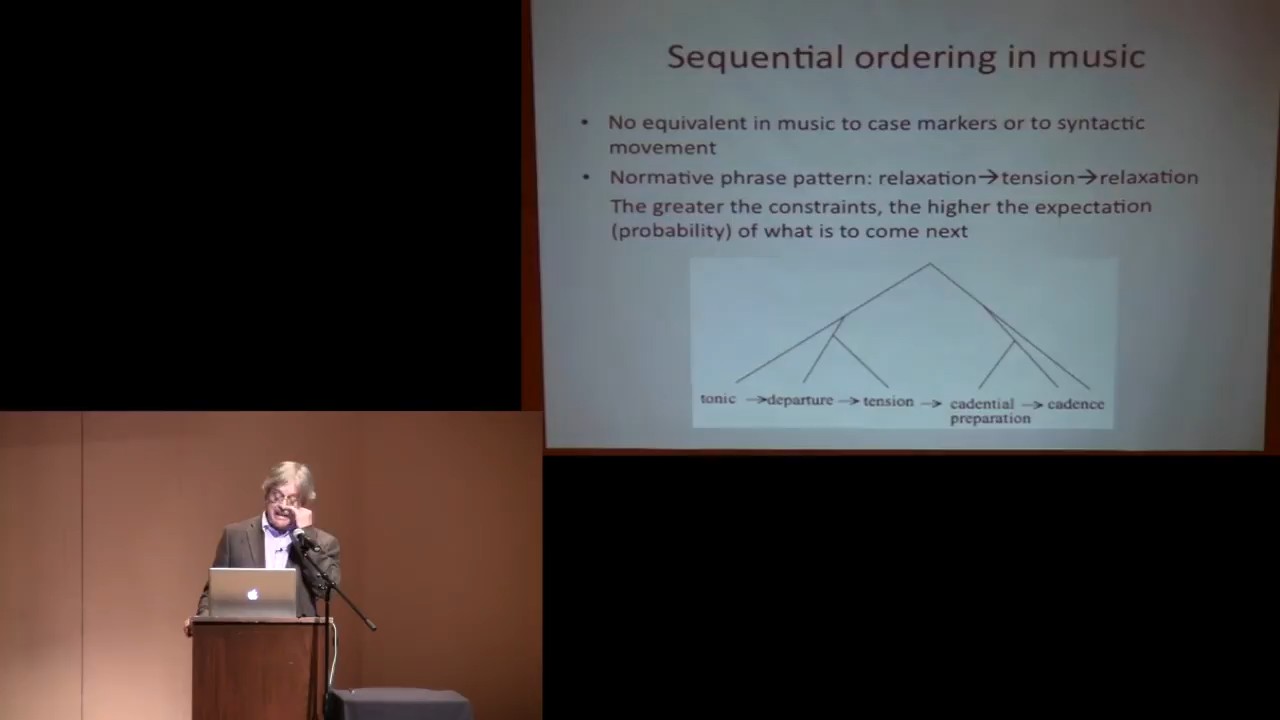 Sequential ordering in music
• No equivalent in music to case markers or to syntactic
movement
• Normative phrase pattern: relaxation→tension→relaxation
The greater the constraints, the higher the expectation
(probability) of what is to come next
tonic →departure → tension → cadential → cadence
preparation